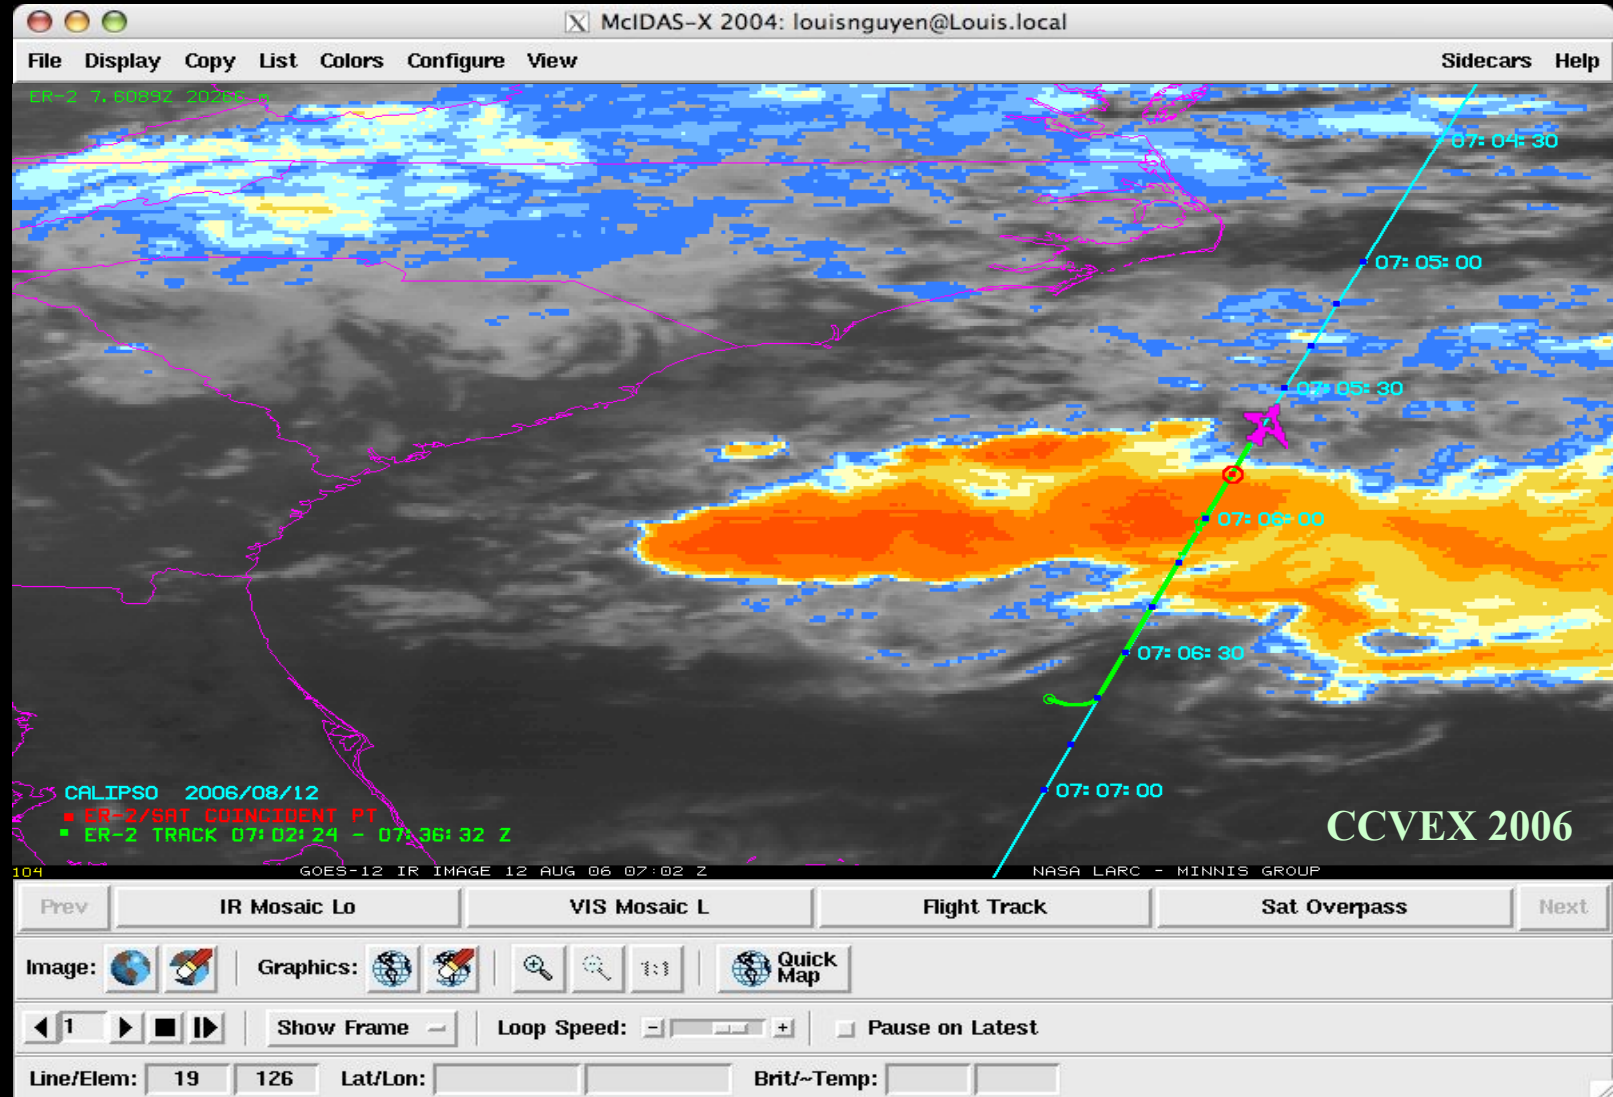 McIDAS-X 2004: louisnguyen@Louis.local
File Display Copy List Colors Configure View Sidecars Help
ER-2 7.6089Z 20266 m
07:04:30
07:05:00
07:05:30
07:06:00
07:06:30
07:07:00
CALIPSO 2006/08/12
ER-2/SAT COINCIDENT PT
ER-2 TRACK 07:02:24 - 07:36:32 Z
CCVEX 2006
104 GOES-12 IR IMAGE 12 AUG 06 07:02 Z NASA LARC - MINNIS GROUP
Prev IR Mosaic Lo VIS Mosaic L Flight Track Sat Overpass Next
Image: Graphics: 1:1 Quick Map
1 Show Frame Loop Speed: - + Pause on Latest
Line/Elem: 19 126 Lat/Lon: Brit/~Temp: